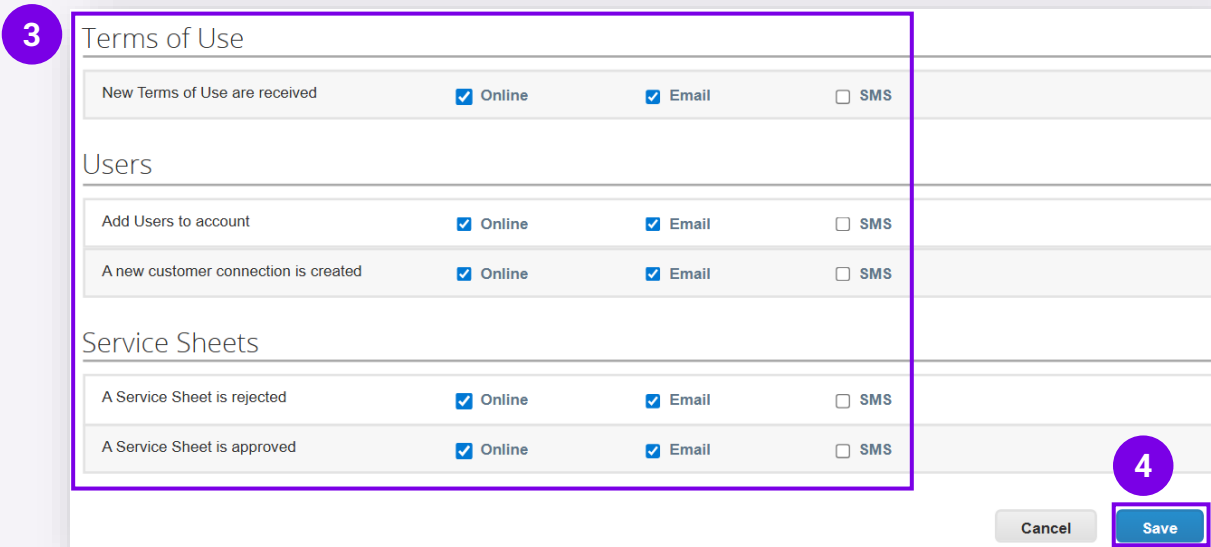 3
Terms of Use
New Terms of Use are received Online Email SMS
Users
Add Users to account Online Email SMS
A new customer connection is created Online Email SMS
Service Sheets
A Service Sheet is rejected Online Email SMS
A Service Sheet is approved Online Email SMS
4
Cancel Save